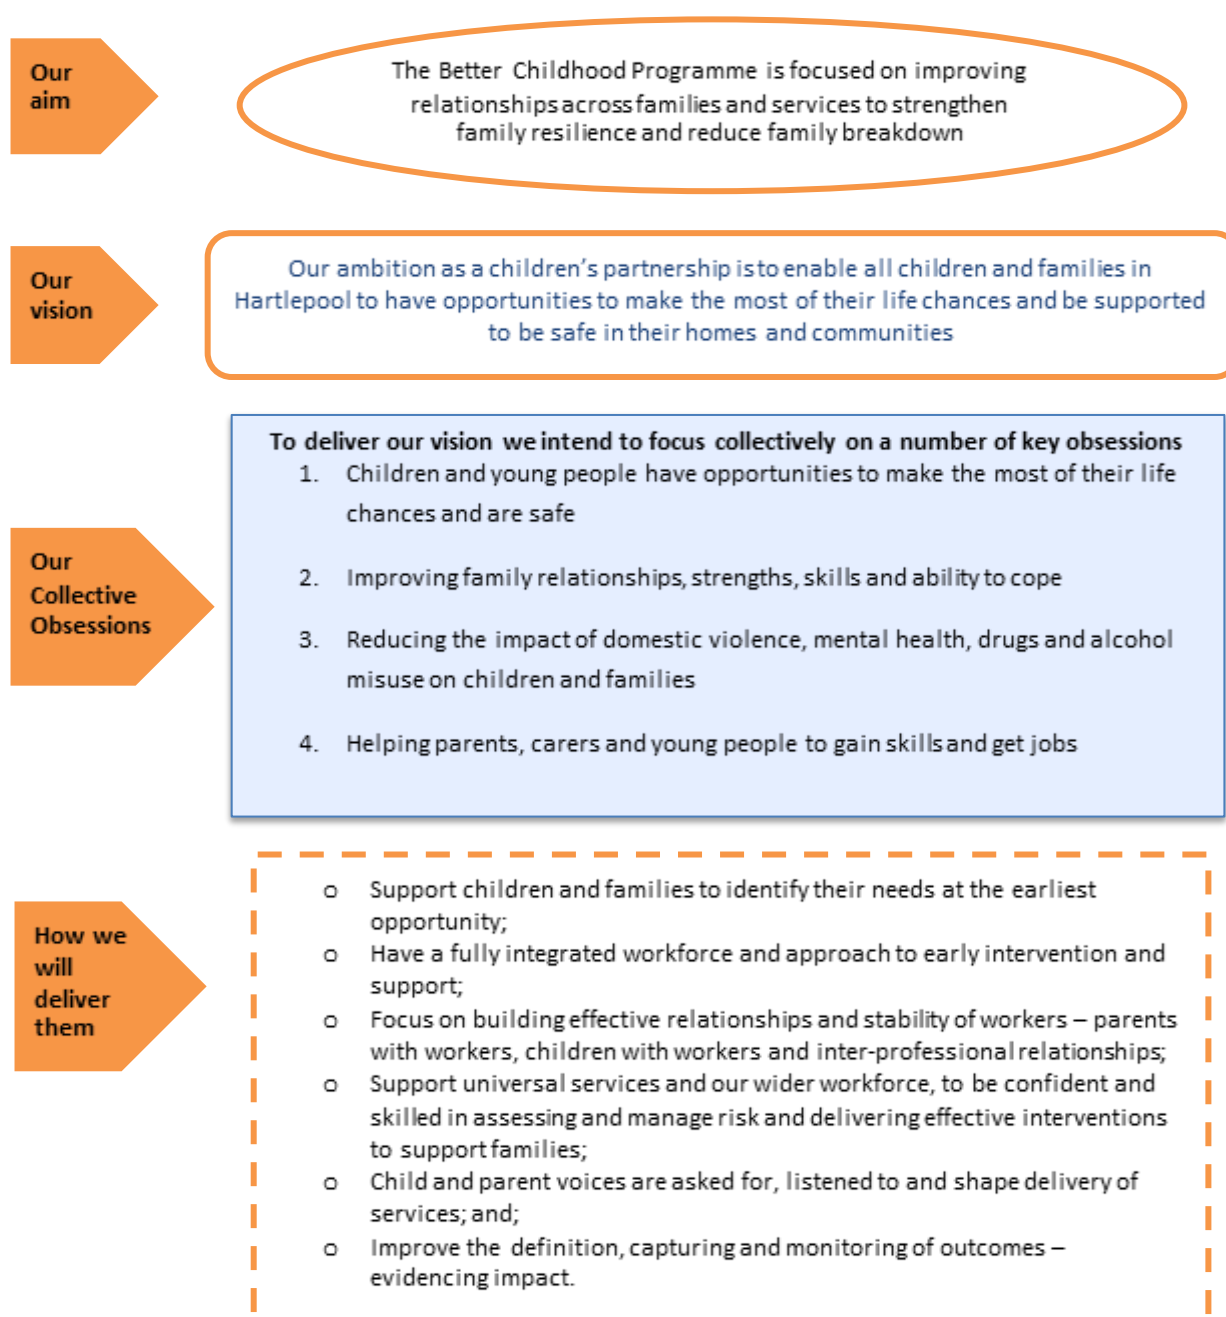 Our
aim
The Better Childhood Programme is focused on improving
relationships across families and services to strengthen
family resilience and reduce family breakdown
Our
vision
Our ambition as a children’s partnership is to enable all children and families in
Hartlepool to have opportunities to make the most of their life chances and be supported
to be safe in their homes and communities
Our
Collective
Obsessions
To deliver our vision we intend to focus collectively on a number of key obsessions
1. Children and young people have opportunities to make the most of their life
chances and are safe
2. Improving family relationships, strengths, skills and ability to cope
3. Reducing the impact of domestic violence, mental health, drugs and alcohol
misuse on children and families
4. Helping parents, carers and young people to gain skills and get jobs
How we
will
deliver
them
o Support children and families to identify their needs at the earliest
opportunity;
o Have a fully integrated workforce and approach to early intervention and
support;
o Focus on building effective relationships and stability of workers – parents
with workers, children with workers and inter-professional relationships;
o Support universal services and our wider workforce, to be confident and
skilled in assessing and manage risk and delivering effective interventions
to support families;
o Child and parent voices are asked for, listened to and shape delivery of
services; and;
o Improve the definition, capturing and monitoring of outcomes –
evidencing impact.